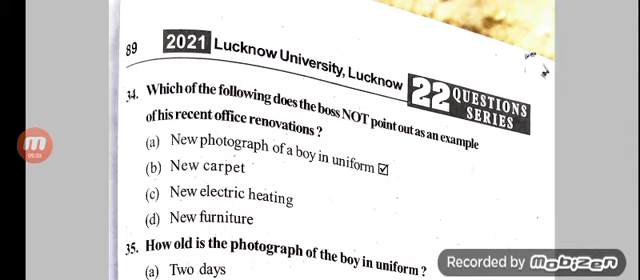 89 2021 Lucknow University, Lucknow 22 QUESTIONS SERIES
34. Which of the following does the boss NOT point out as an example
of his recent office renovations ?
(a) New photograph of a boy in uniform ☑
(b) New carpet
(c) New electric heating
(d) New furniture
35. How old is the photograph of the boy in uniform ?
(a) Two days
m
Recorded by mobizen